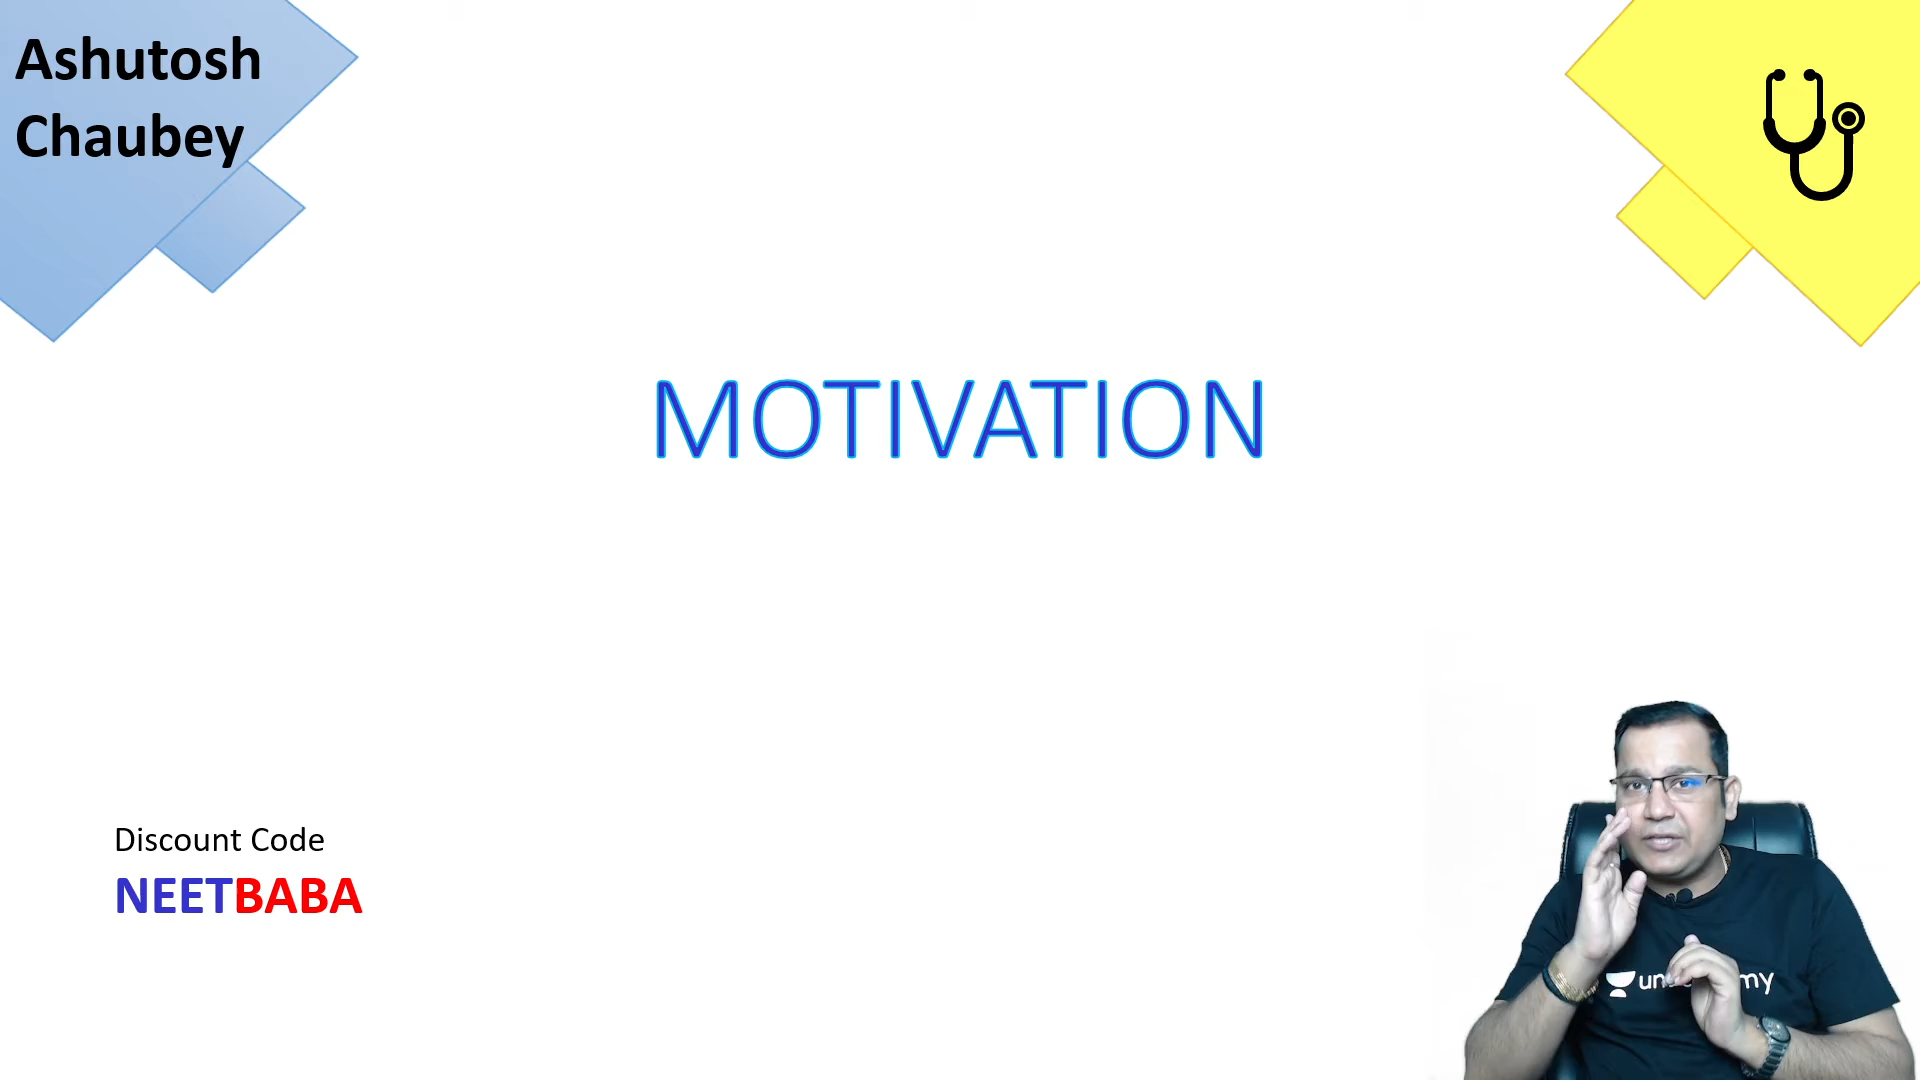 Ashutosh
Chaubey
MOTIVATION
Discount Code
NEETBABA